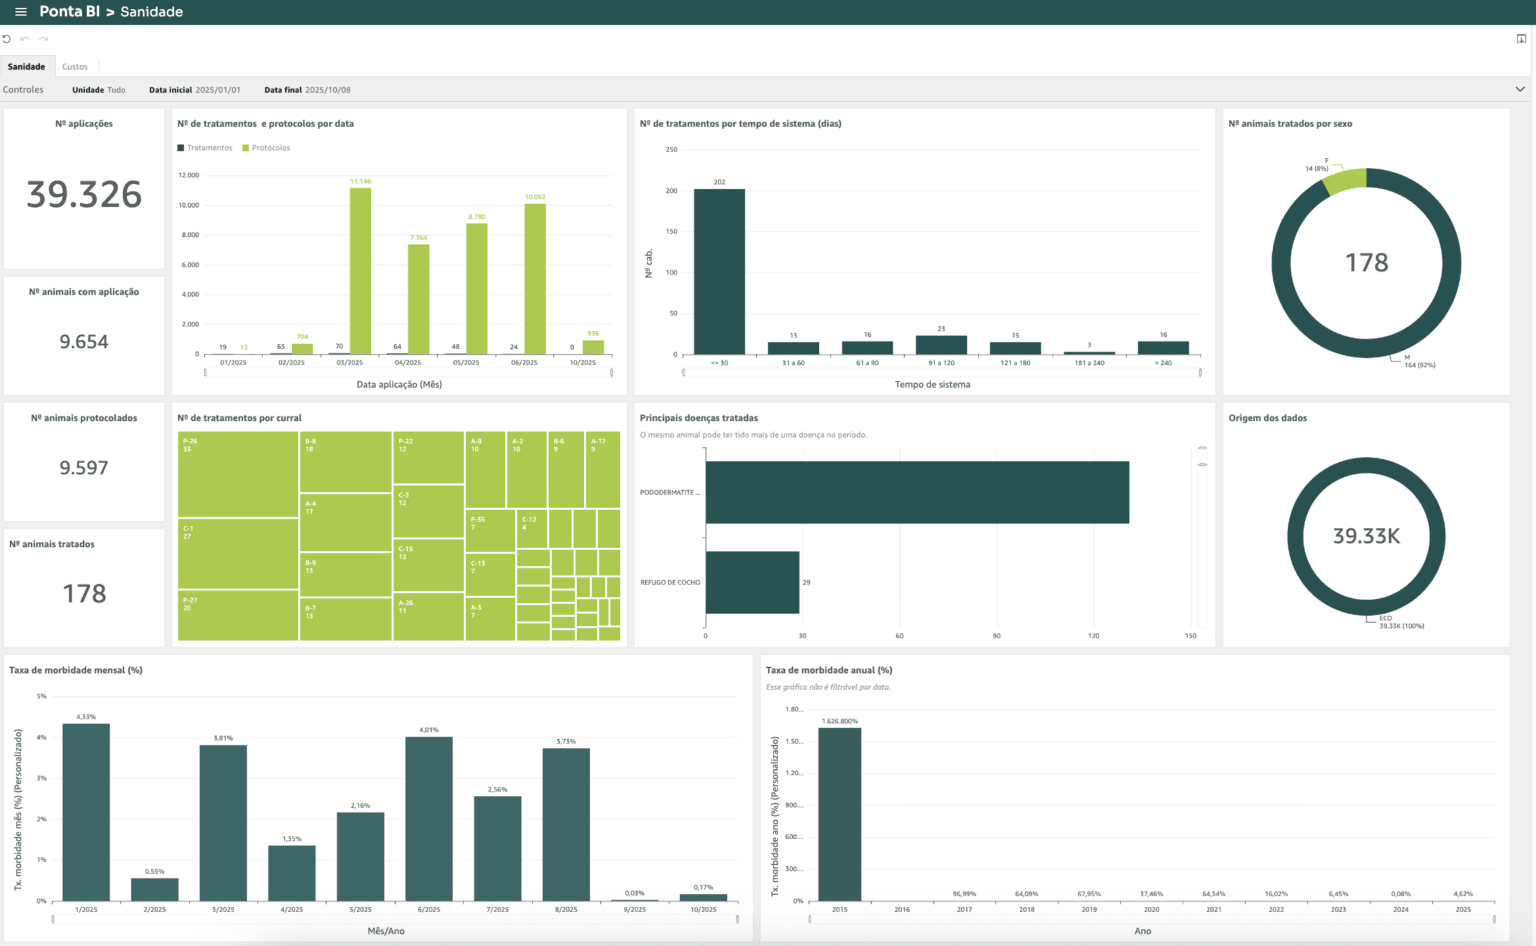 Ponta BI > Sanidade
Sanidade
Custos
Controles
Unidade Tudo
Data inicial 2025/01/01
Data final 2025/10/08
Nº aplicações
39.326
Nº animais com aplicação
9.654
Nº animais protocolados
9.597
Nº animais tratados
178
Nº de tratamentos e protocolos por data
Tratamentos
Protocolos
12.000
10.000
8.000
6.000
4.000
2.000
0
19
12
65
704
70
11.148
64
7.364
48
8.780
24
10.092
0
936
01/2025
02/2025
03/2025
04/2025
05/2025
06/2025
10/2025
Data aplicação (Mês)
Nº de tratamentos por tempo de sistema (dias)
Nº cab.
250
200
150
100
50
0
202
15
16
23
15
3
16
<= 30
31 a 60
61 a 90
91 a 120
121 a 180
181 a 240
> 240
Tempo de sistema
Nº animais tratados por sexo
F
14 (8%)
178
M
164 (92%)
Nº de tratamentos por curral
P-26
33
C-1
27
P-27
20
B-8
18
A-4
17
B-9
13
B-7
13
P-22
12
C-3
12
C-15
12
A-26
11
A-8
10
A-2
10
B-6
9
A-17
9
P-35
7
C-13
7
A-3
7
C-12
4
Principais doenças tratadas
O mesmo animal pode ter tido mais de uma doença no período.
PODODERMATITE ...
REFUGO DE COCHO
29
0
30
60
90
120
150
Origem dos dados
39.33K
ECO
39.33K (100%)
Taxa de morbidade mensal (%)
Tx. morbidade mês (%) (Personalizado)
5%
4%
3%
2%
1%
0%
4,33%
0,55%
3,81%
1,35%
2,16%
4,01%
2,56%
3,73%
0,03%
0,17%
1/2025
2/2025
3/2025
4/2025
5/2025
6/2025
7/2025
8/2025
9/2025
10/2025
Mês/Ano
Taxa de morbidade anual (%)
Esse gráfico não é filtrável por data.
Tx. morbidade ano (%) (Personalizado)
1.80...
1.50...
1.20...
900...
600...
300...
0%
1.626.800%
96,99%
64,09%
67,95%
37,46%
64,34%
16,02%
6,45%
0,08%
4,62%
2015
2016
2017
2018
2019
2020
2021
2022
2023
2024
2025
Ano